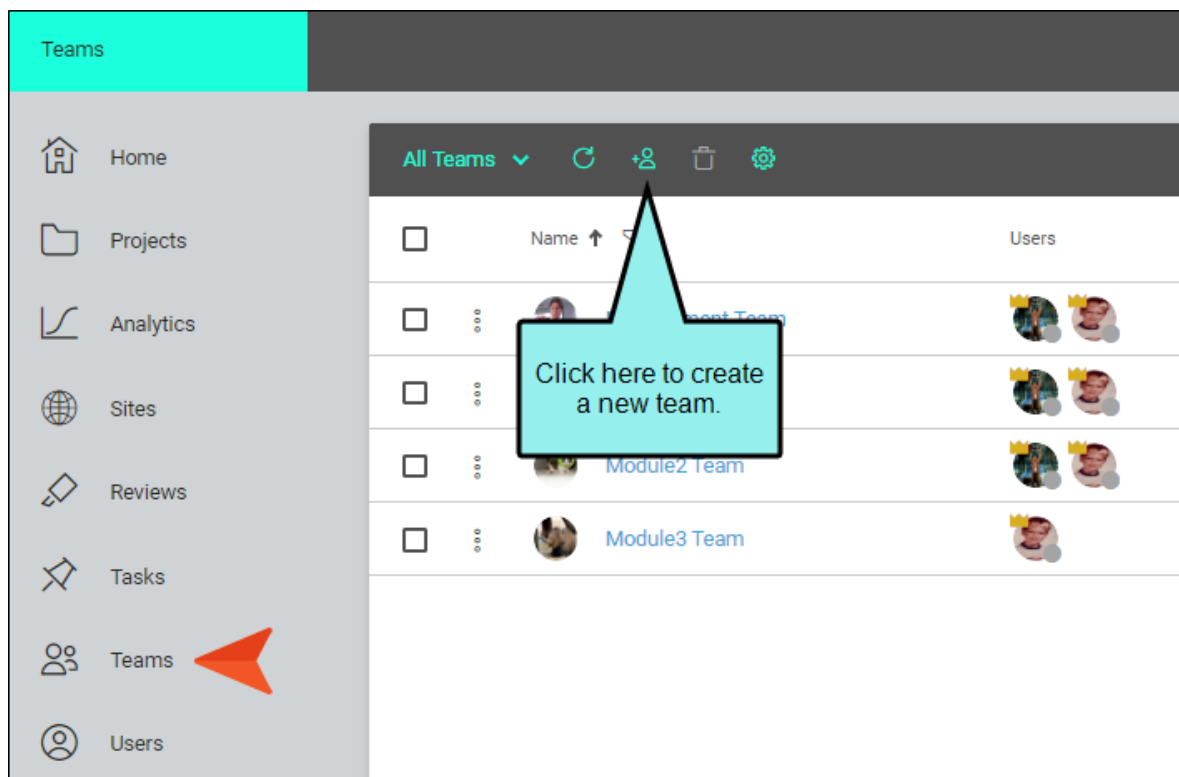 Teams
Home
Projects
Analytics
Sites
Reviews
Tasks
Teams
Users
All Teams
Name
Users
Team
Click here to create
a new team.
Module2 Team
Module3 Team